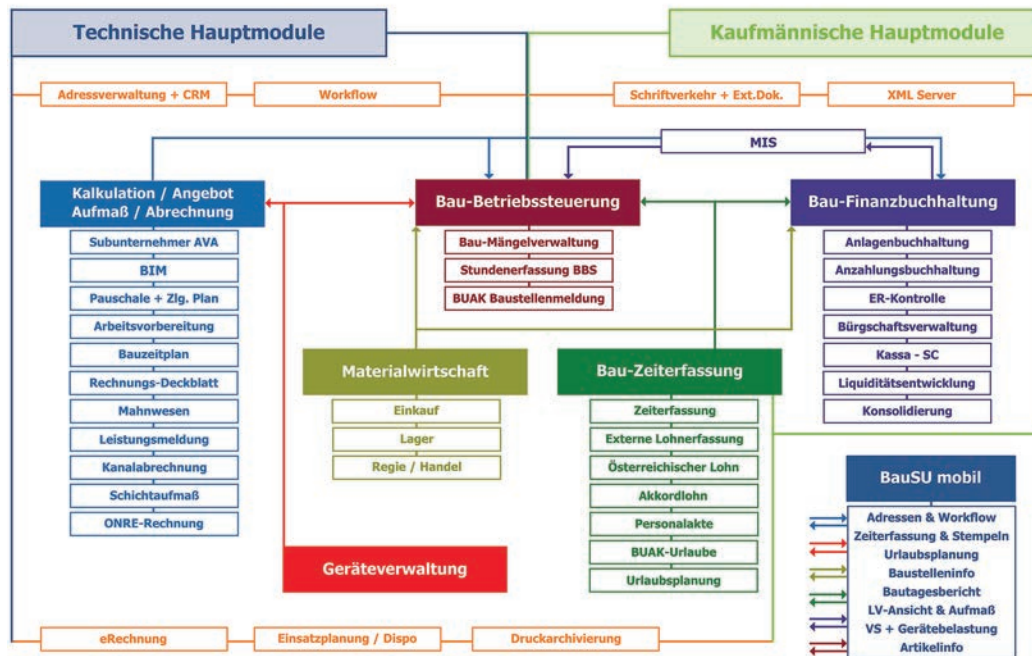 Technische Hauptmodule
Kaufmännische Hauptmodule
Adressverwaltung + CRM
Workflow
Schriftverkehr + Ext.Dok.
XML Server
MIS
Kalkulation / Angebot
Aufmaß / Abrechnung
Subunternehmer AVA
BIM
Pauschale + Zlg. Plan
Arbeitsvorbereitung
Bauzeitplan
Rechnungs-Deckblatt
Mahnwesen
Leistungsmeldung
Kanalabrechnung
Schichtaufmaß
ONRE-Rechnung
Bau-Betriebssteuerung
Bau-Mängelverwaltung
Stundenerfassung BBS
BUAK Baustellenmeldung
Bau-Finanzbuchhaltung
Anlagenbuchhaltung
Anzahlungsbuchhaltung
ER-Kontrolle
Bürgschaftsverwaltung
Kassa - SC
Liquiditätsentwicklung
Konsolidierung
Materialwirtschaft
Einkauf
Lager
Regie / Handel
Bau-Zeiterfassung
Zeiterfassung
Externe Lohnerfassung
Österreichischer Lohn
Akkordlohn
Personalakte
BUAK-Urlaube
Urlaubsplanung
Geräteverwaltung
BauSU mobil
Adressen & Workflow
Zeiterfassung & Stempeln
Urlaubsplanung
Baustelleninfo
Bautagesbericht
LV-Ansicht & Aufmaß
VS + Gerätebelastung
Artikelinfo
eRechnung
Einsatzplanung / Dispo
Druckarchivierung